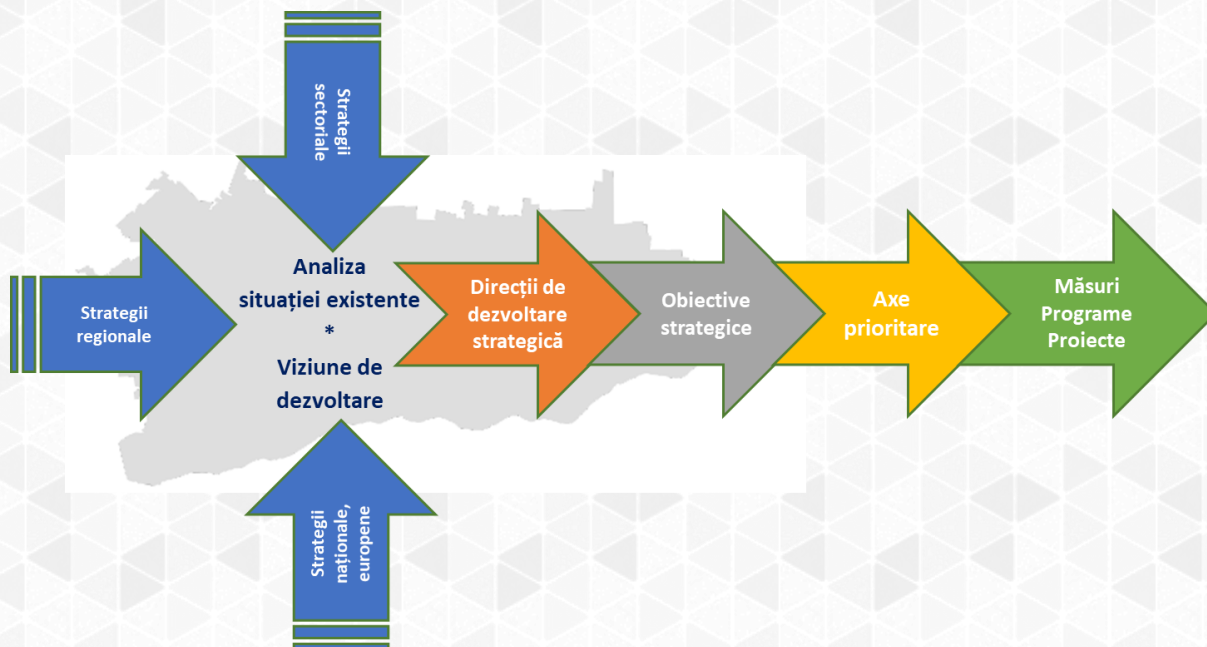 Strategii
sectoriale
Strategii
regionale
Analiza
situației existente
*
Viziune de
dezvoltare
Direcții de
dezvoltare
strategică
Obiective
strategice
Axe
prioritare
Măsuri
Programe
Proiecte
Strategii
naționale,
europene